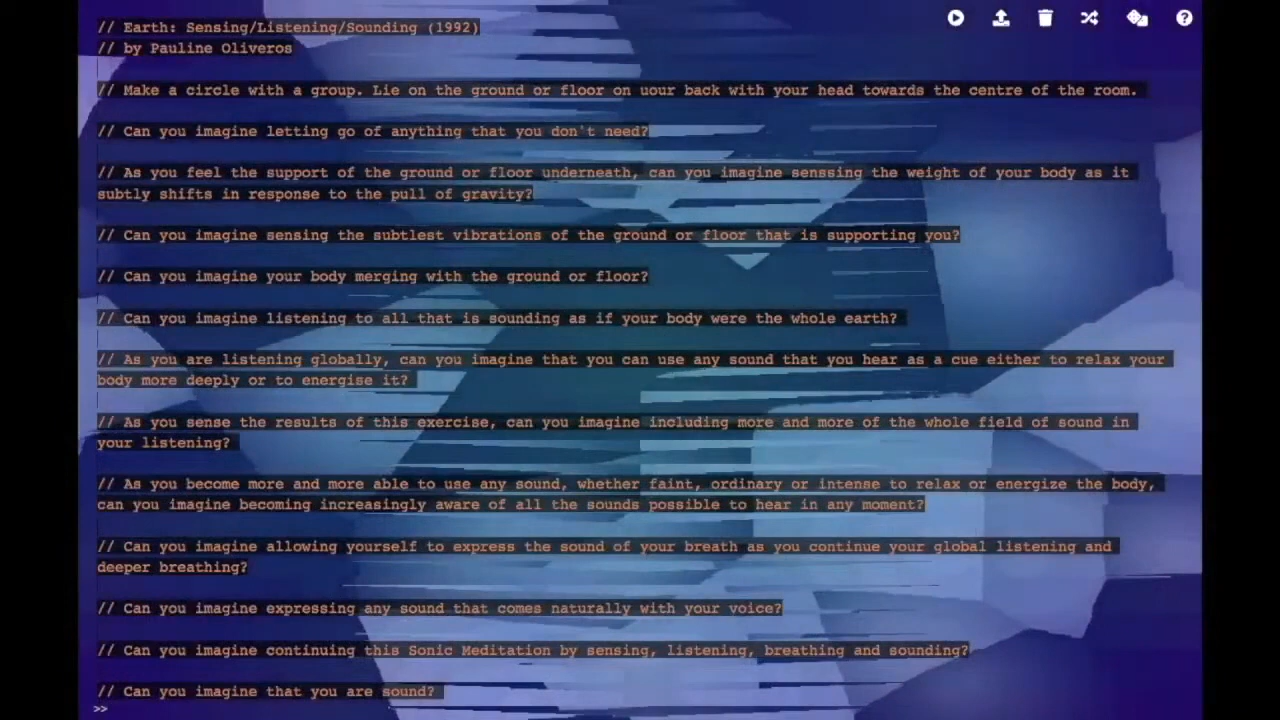 // Earth: Sensing/Listening/Sounding (1992)
// by Pauline Oliveros
// Make a circle with a group. Lie on the ground or floor on uour back with your head towards the centre of the room.
// Can you imagine letting go of anything that you don't need?
// As you feel the support of the ground or floor underneath, can you imagine senssing the weight of your body as it
subtly shifts in response to the pull of gravity?
// Can you imagine sensing the subtlest vibrations of the ground or floor that is supporting you?
// Can you imagine your body merging with the ground or floor?
// Can you imagine listening to all that is sounding as if your body were the whole earth?
// As you are listening globally, can you imagine that you can use any sound that you hear as a cue either to relax your
body more deeply or to energise it?
// As you sense the results of this exercise, can you imagine including more and more of the whole field of sound in
your listening?
// As you become more and more able to use any sound, whether faint, ordinary or intense to relax or energize the body,
can you imagine becoming increasingly aware of all the sounds possible to hear in any moment?
// Can you imagine allowing yourself to express the sound of your breath as you continue your global listening and
deeper breathing?
// Can you imagine expressing any sound that comes naturally with your voice?
// Can you imagine continuing this Sonic Meditation by sensing, listening, breathing and sounding?
// Can you imagine that you are sound?
>>